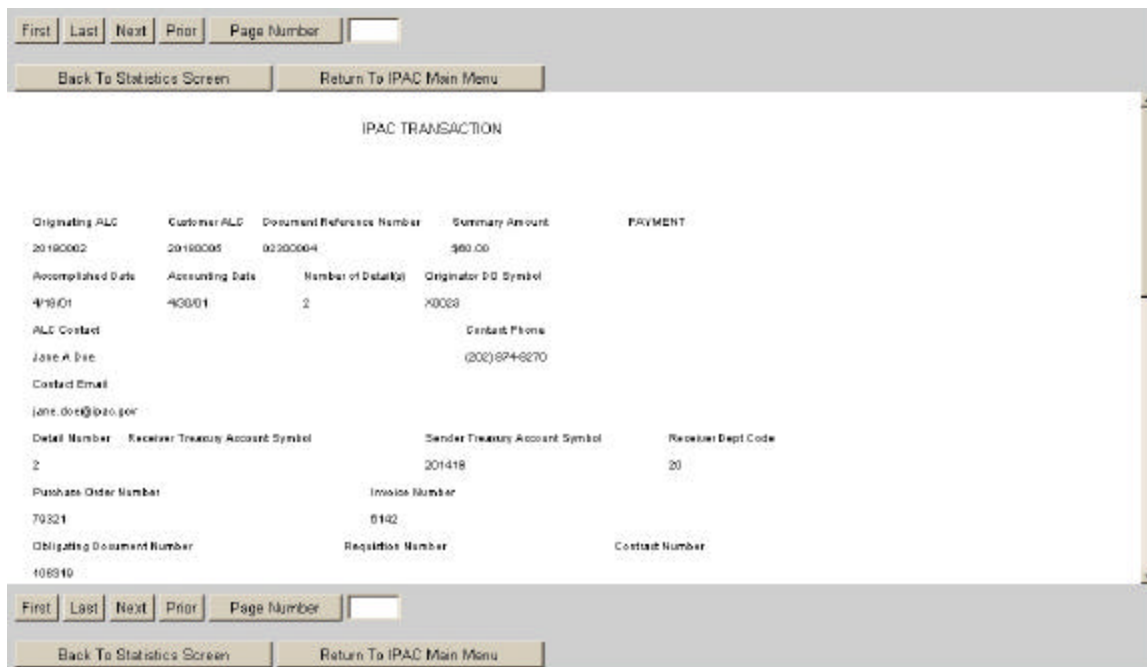 First Last Next Prior Page Number
Back To Statistics Screen Return To IPAC Main Menu
IPAC TRANSACTION
Originating ALC Customer ALC Document Reference Number Summary Amount PAYMENT
20180002 20180005 02300004 $60.00
Accomplished Date Accounting Date Number of Detail(s) Originator DO Symbol
4/18/01 4/30/01 2 X0028
ALC Contact Contact Phone
Jane A Doe (202) 874-8270
Contact Email
jane.doe@ipac.gov
Detail Number Receiver Treasury Account Symbol Sender Treasury Account Symbol Receiver Dept Code
2 201418 20
Purchase Order Number Invoice Number
79321 6142
Obligating Document Number Requistion Number Contract Number
108919
First Last Next Prior Page Number
Back To Statistics Screen Return To IPAC Main Menu